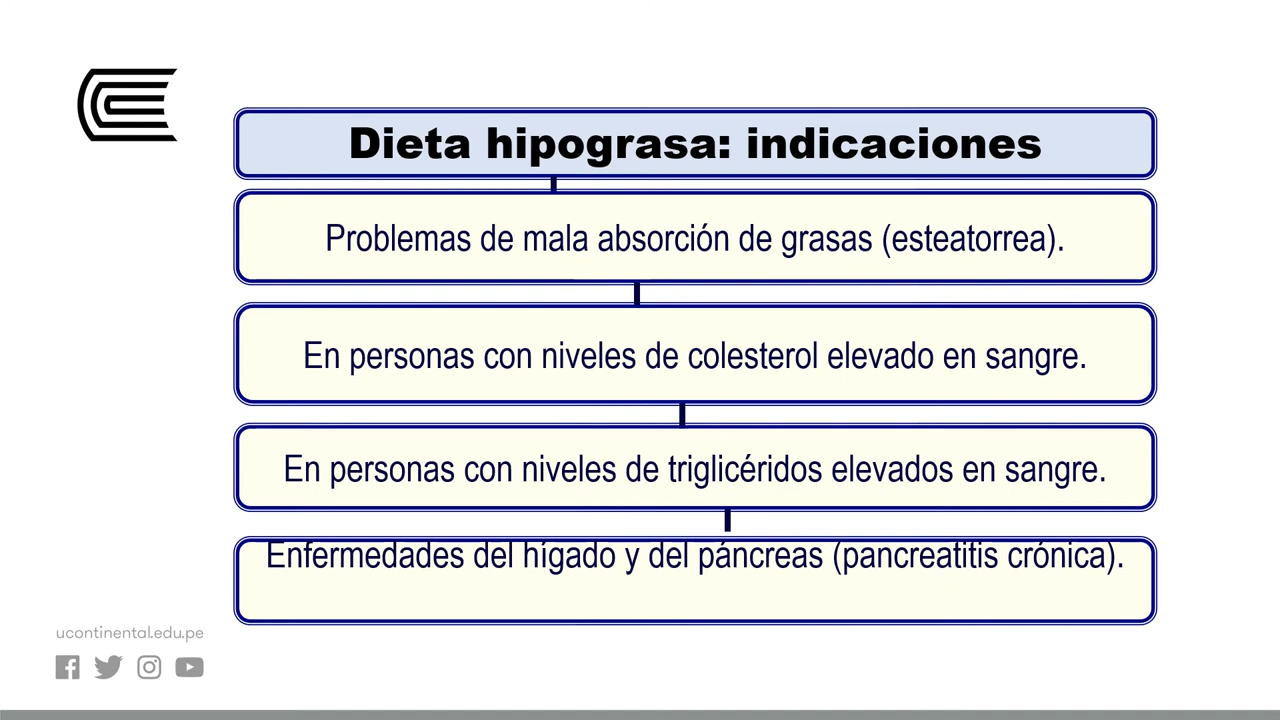 Dieta hipograsa: indicaciones
Problemas de mala absorción de grasas (esteatorrea).
En personas con niveles de colesterol elevado en sangre.
En personas con niveles de triglicéridos elevados en sangre.
Enfermedades del hígado y del páncreas (pancreatitis crónica).
ucontinental.edu.pe